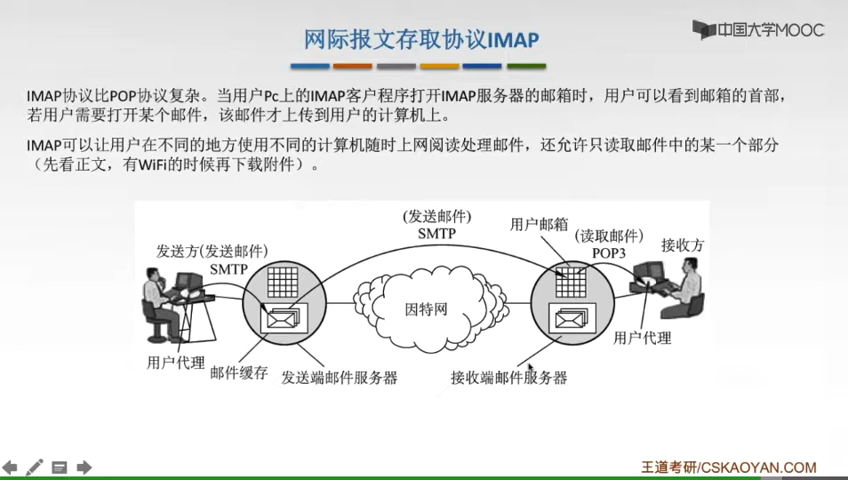 网际报文存取协议IMAP
中国大学MOOC
IMAP协议比POP协议复杂。当用户Pc上的IMAP客户程序打开IMAP服务器的邮箱时，用户可以看到邮箱的首部，
若用户需要打开某个邮件，该邮件才上传到用户的计算机上。
IMAP可以让用户在不同的地方使用不同的计算机随时上网阅读处理邮件，还允许只读取邮件中的某一个部分
（先看正文，有WiFi的时候再下载附件）。
(发送邮件)
SMTP
用户邮箱
(读取邮件)
POP3
接收方
发送方(发送邮件)
SMTP
因特网
用户代理
用户代理
邮件缓存
发送端邮件服务器
接收端邮件服务器
王道考研/CSKAOYAN.COM